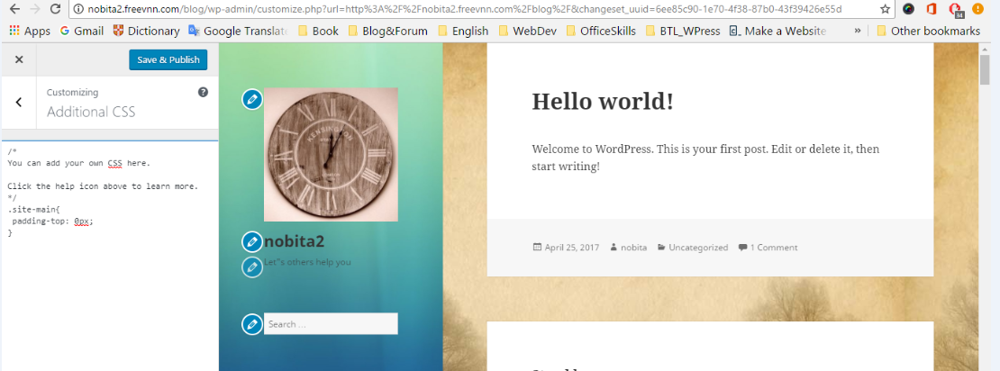 nobita2.freevnn.com/blog/wp-admin/customize.php?url=http%3A%2F%2Fnobita2.freevnn.com%2Fblog%2F&changeset_uuid=6ee85c90-1e70-4f38-87b0-43f39426e55d
Apps Gmail Dictionary Google Translat Book Blog&Forum English WebDev OfficeSkills BTL_WPress Make a Website » Other bookmarks
Save & Publish
Customizing
Additional CSS
/*
You can add your own CSS here.
Click the help icon above to learn more.
*/
.site-main{
padding-top: 0px;
}
KENSINGTON
nobita2
Let"s others help you
Search ...
Hello world!
Welcome to WordPress. This is your first post. Edit or delete it, then
start writing!
April 25, 2017 nobita Uncategorized 1 Comment